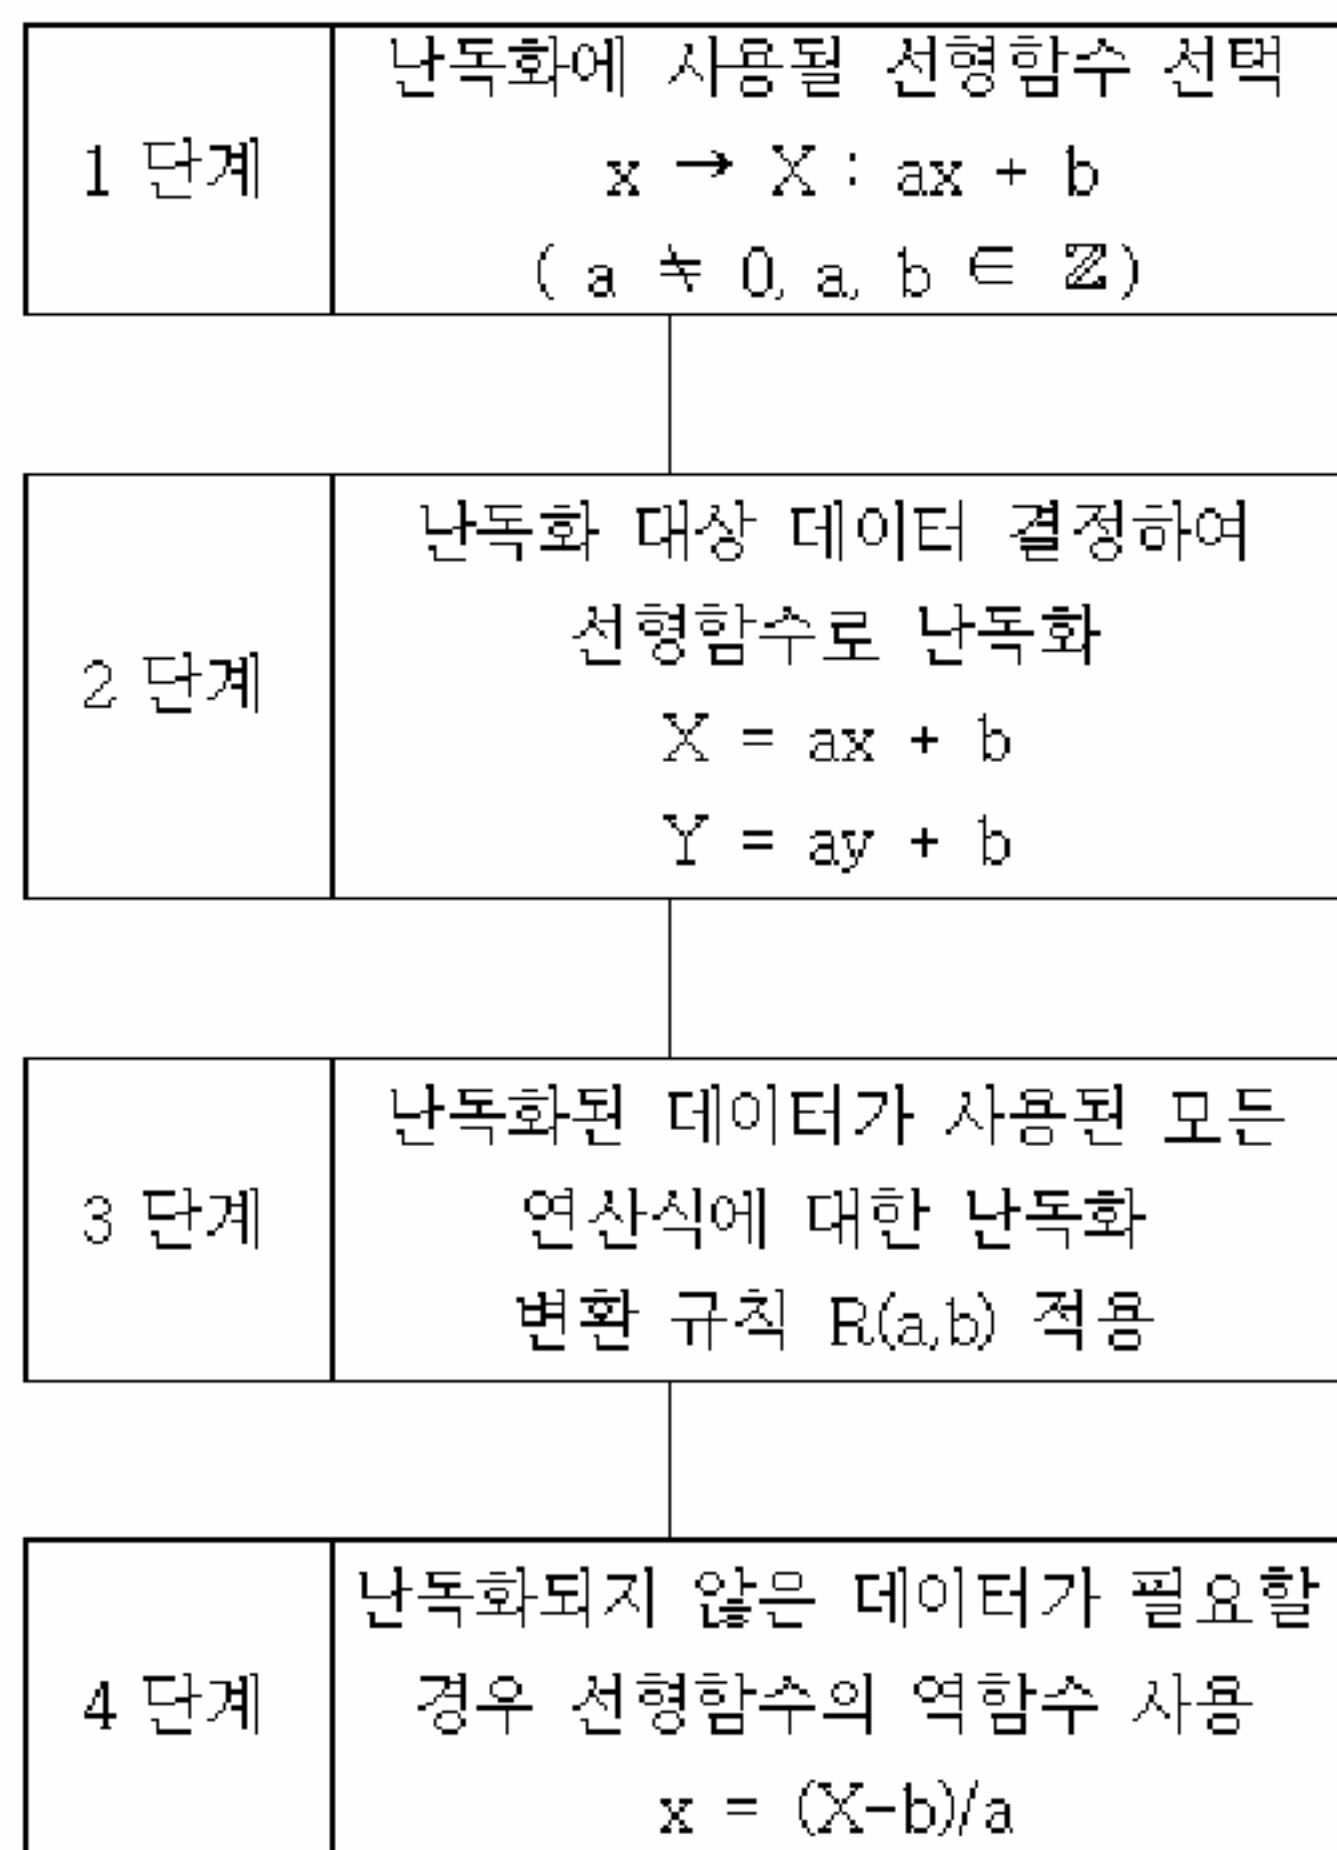 1 단계
난독화에 사용될 선형함수 선택
x → X : ax + b
( a ≒ 0, a, b ∈ ℤ)
2 단계
난독화 대상 데이터 결정하여
선형함수로 난독화
X = ax + b
Y = ay + b
3 단계
난독화된 데이터가 사용된 모든
연산식에 대한 난독화
변환 규칙 R(a,b) 적용
4 단계
난독화되지 않은 데이터가 필요할
경우 선형함수의 역함수 사용
x = (X-b)/a